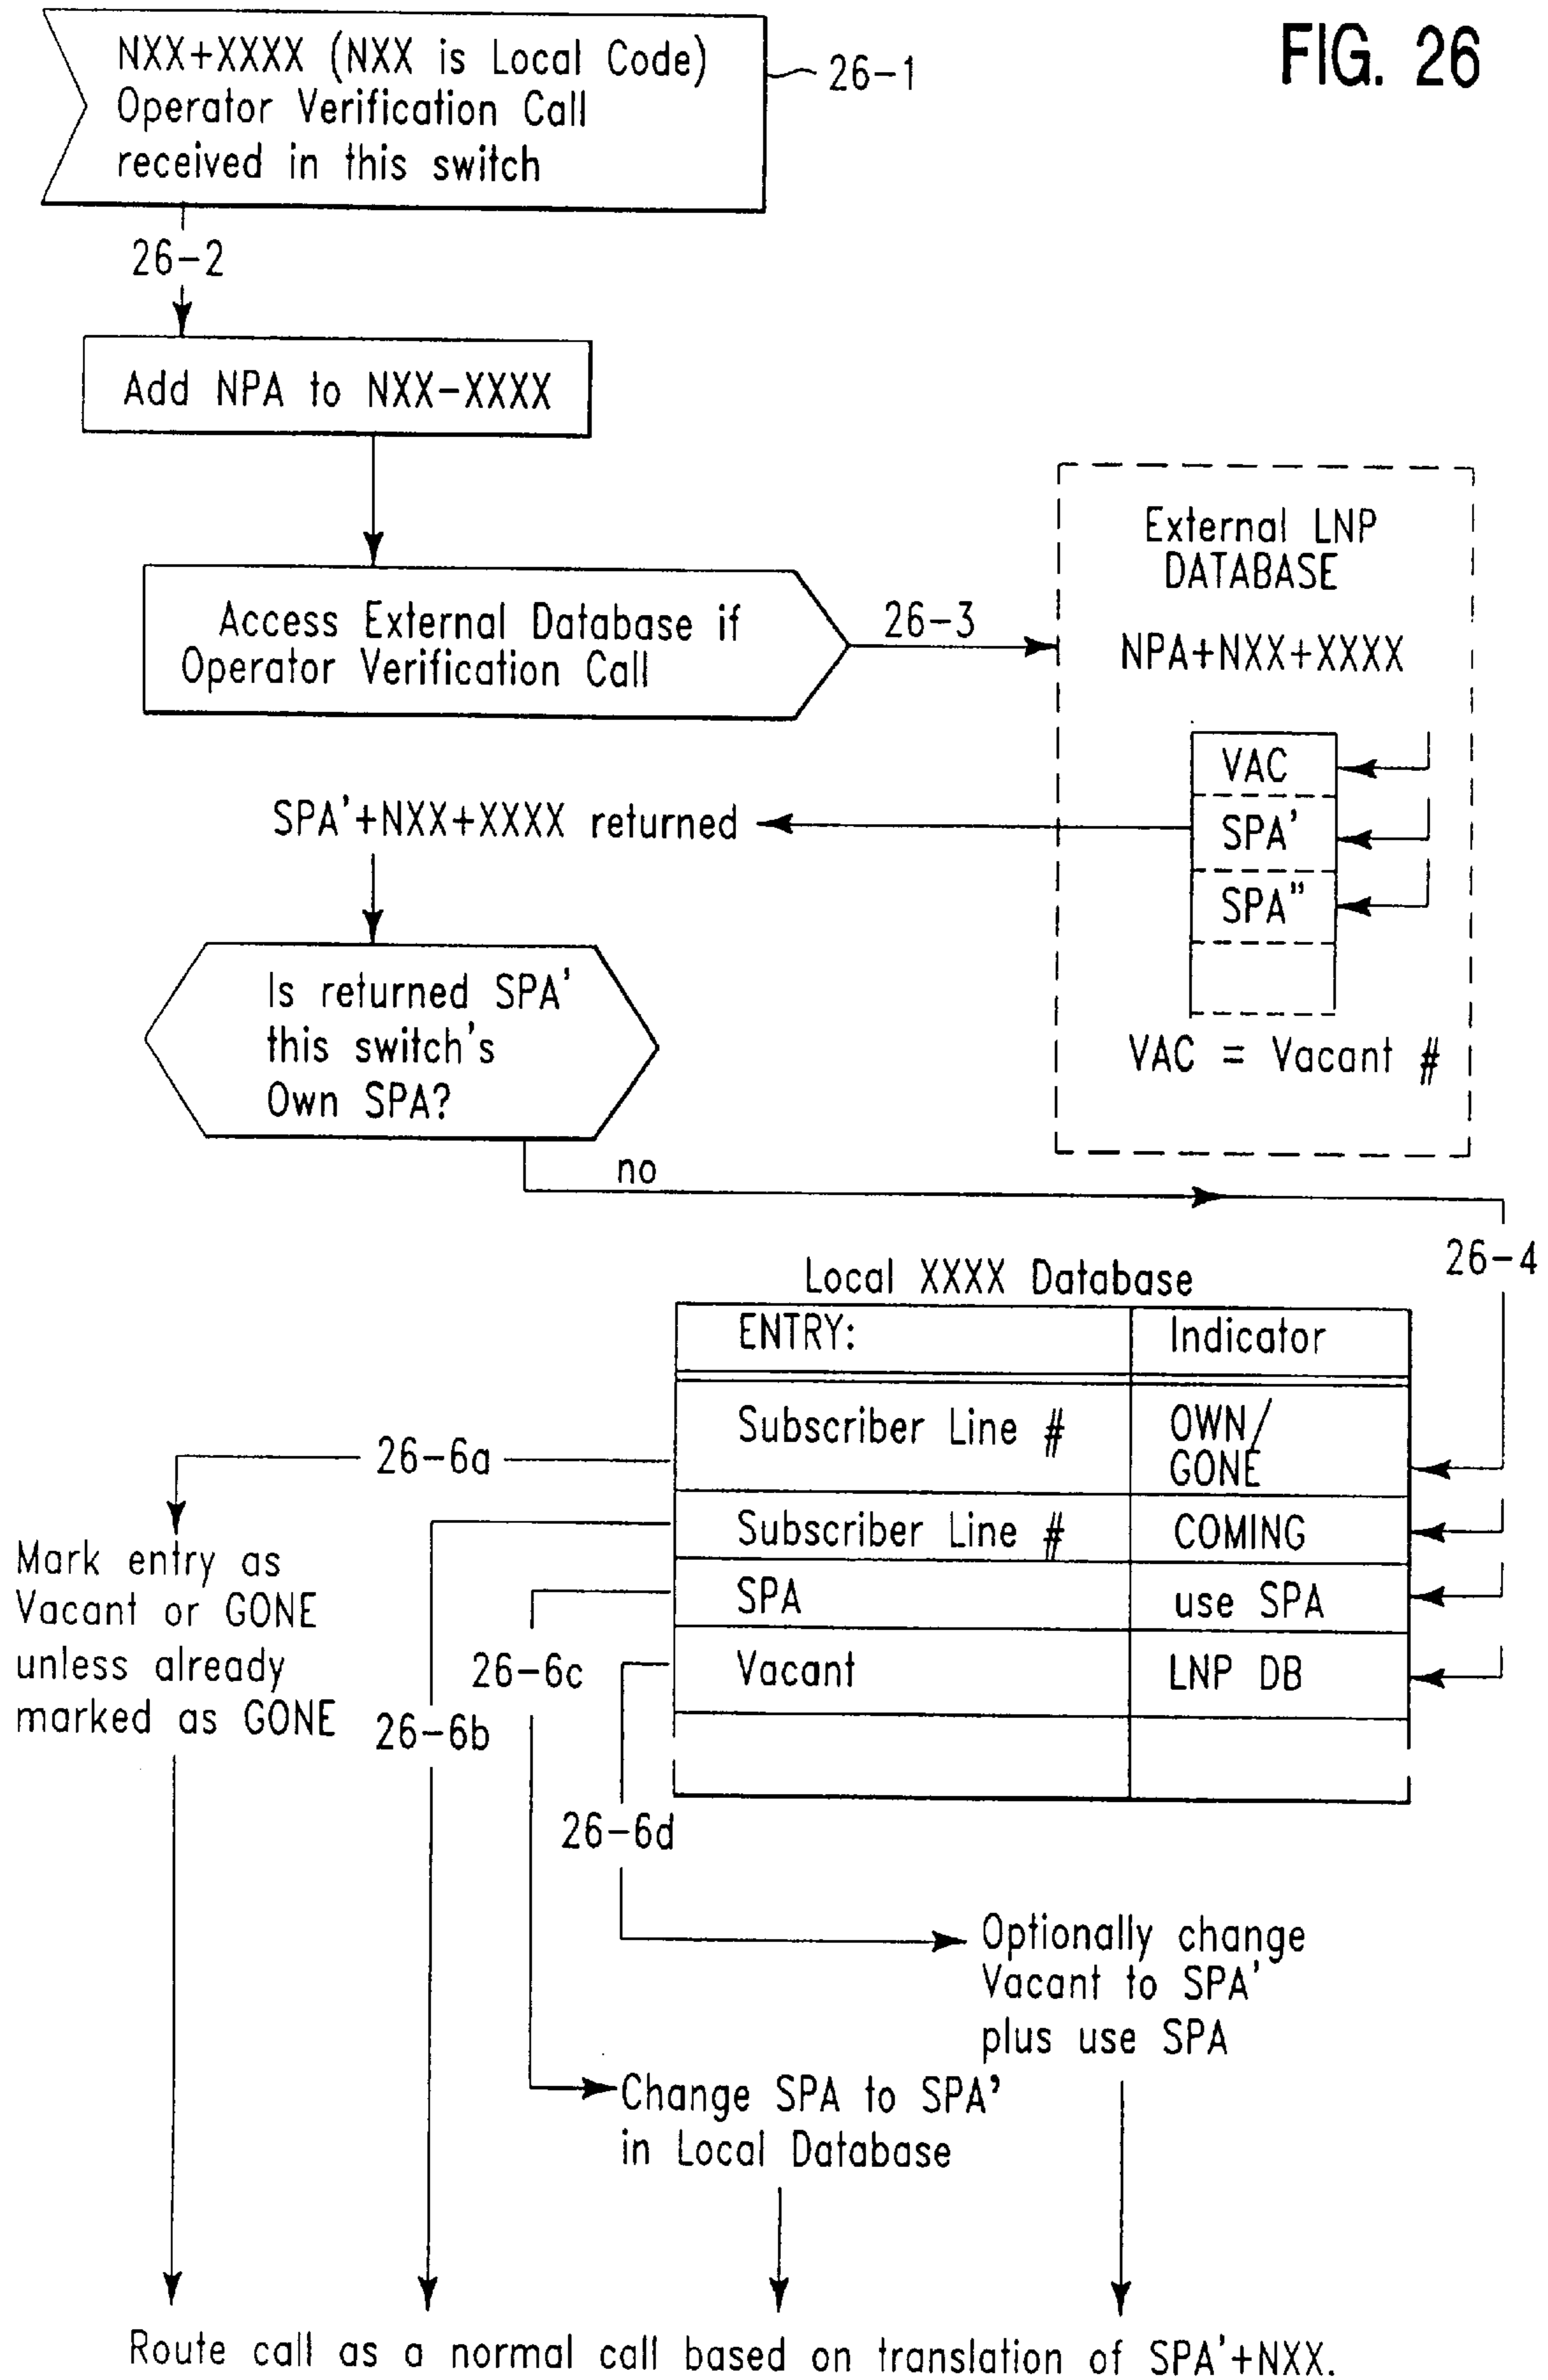 FIG. 26
NXX+XXXX (NXX is Local Code)
Operator Verification Call
received in this switch
26-1
26-2
Add NPA to NXX-XXXX
Access External Database if
Operator Verification Call
26-3
External LNP
DATABASE
NPA+NXX+XXXX
VAC
SPA'
SPA"
VAC = Vacant #
SPA'+NXX+XXXX returned
Is returned SPA'
this switch's
Own SPA?
no
26-4
Local XXXX Database
ENTRY: Indicator
Subscriber Line # OWN/
GONE
Subscriber Line # COMING
SPA use SPA
Vacant LNP DB
26-6a
Mark entry as
Vacant or GONE
unless already
marked as GONE
26-6b
26-6c
26-6d
Optionally change
Vacant to SPA'
plus use SPA
Change SPA to SPA'
in Local Database
Route call as a normal call based on translation of SPA'+NXX.